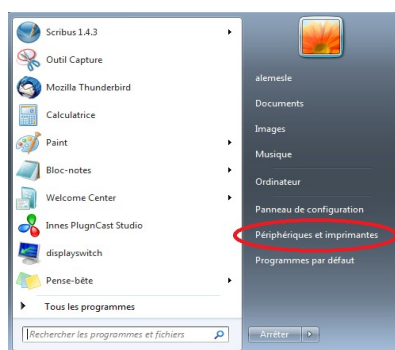 Scribus 1.4.3
Outil Capture
Mozilla Thunderbird
Calculatrice
Paint
Bloc-notes
Welcome Center
Innes PlugnCast Studio
displayswitch
Pense-bête
Tous les programmes
Rechercher les programmes et fichiers
alemesle
Documents
Images
Musique
Ordinateur
Panneau de configuration
Périphériques et imprimantes
Programmes par défaut
Arrêter